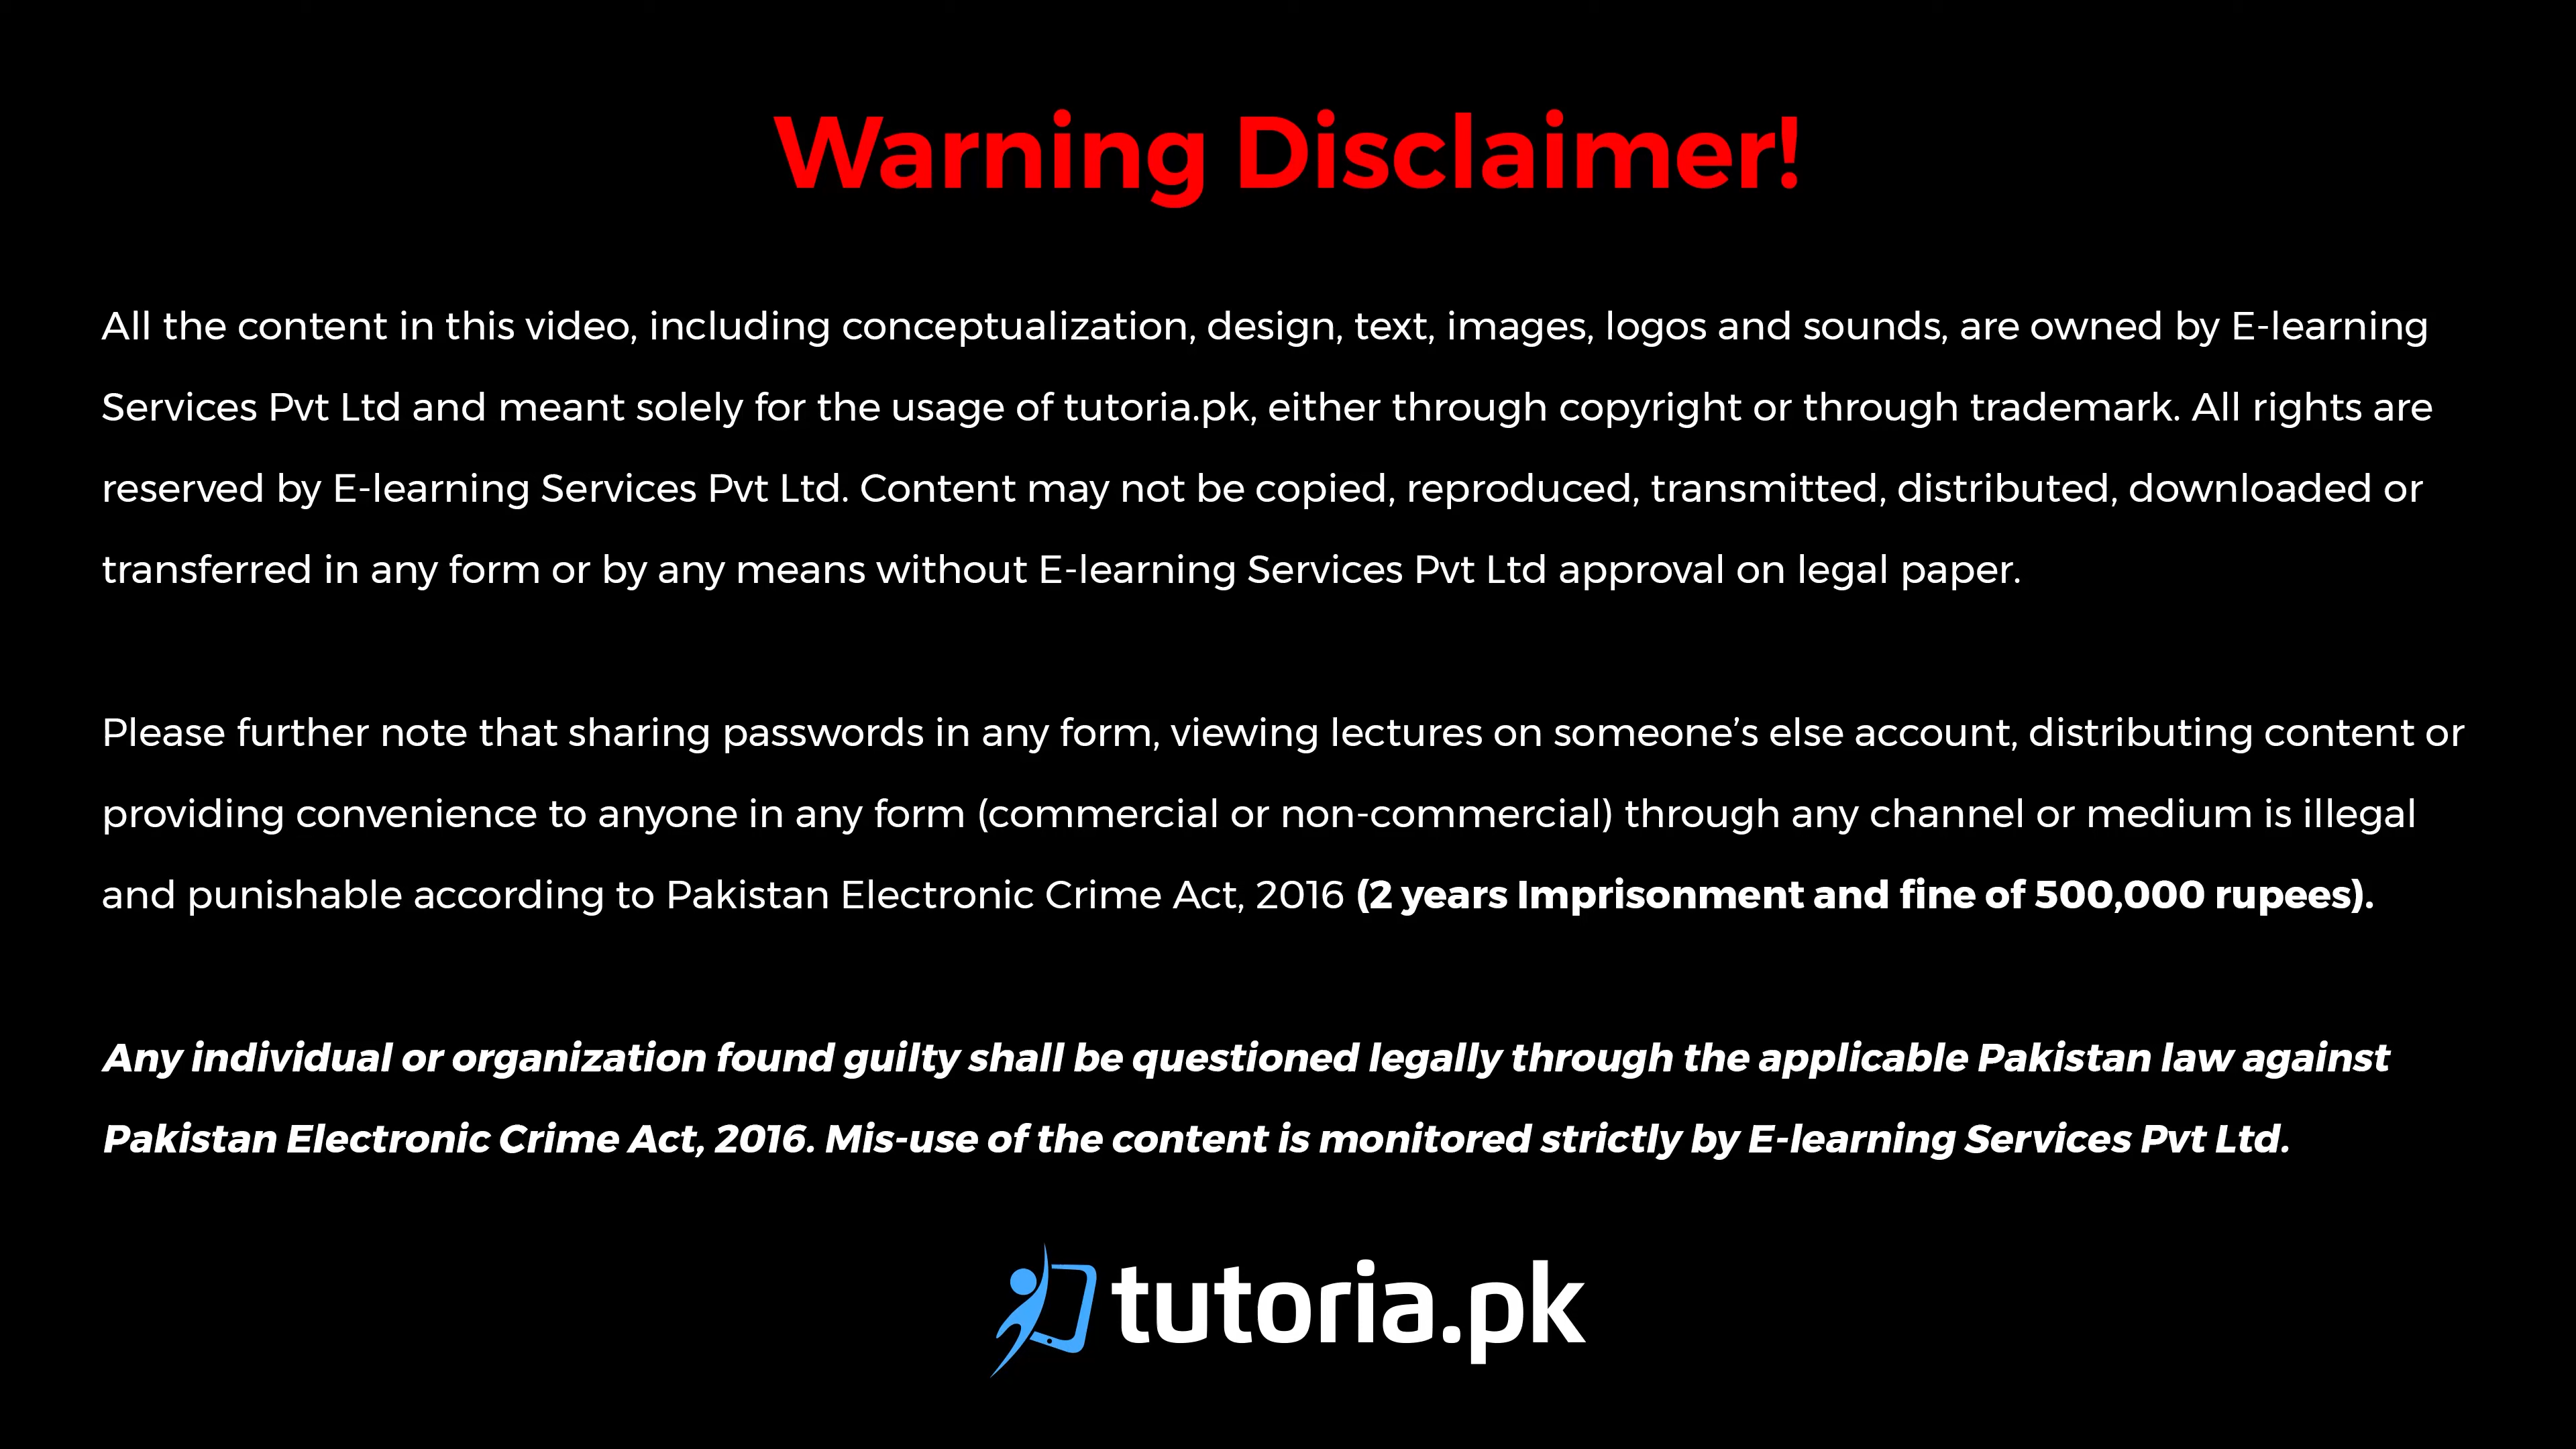 Warning Disclaimer!
All the content in this video, including conceptualization, design, text, images, logos and sounds, are owned by E-learning
Services Pvt Ltd and meant solely for the usage of tutoria.pk, either through copyright or through trademark. All rights are
reserved by E-learning Services Pvt Ltd. Content may not be copied, reproduced, transmitted, distributed, downloaded or
transferred in any form or by any means without E-learning Services Pvt Ltd approval on legal paper.
Please further note that sharing passwords in any form, viewing lectures on someone’s else account, distributing content or
providing convenience to anyone in any form (commercial or non-commercial) through any channel or medium is illegal
and punishable according to Pakistan Electronic Crime Act, 2016 (2 years Imprisonment and fine of 500,000 rupees).
Any individual or organization found guilty shall be questioned legally through the applicable Pakistan law against
Pakistan Electronic Crime Act, 2016. Mis-use of the content is monitored strictly by E-learning Services Pvt Ltd.
tutoria.pk